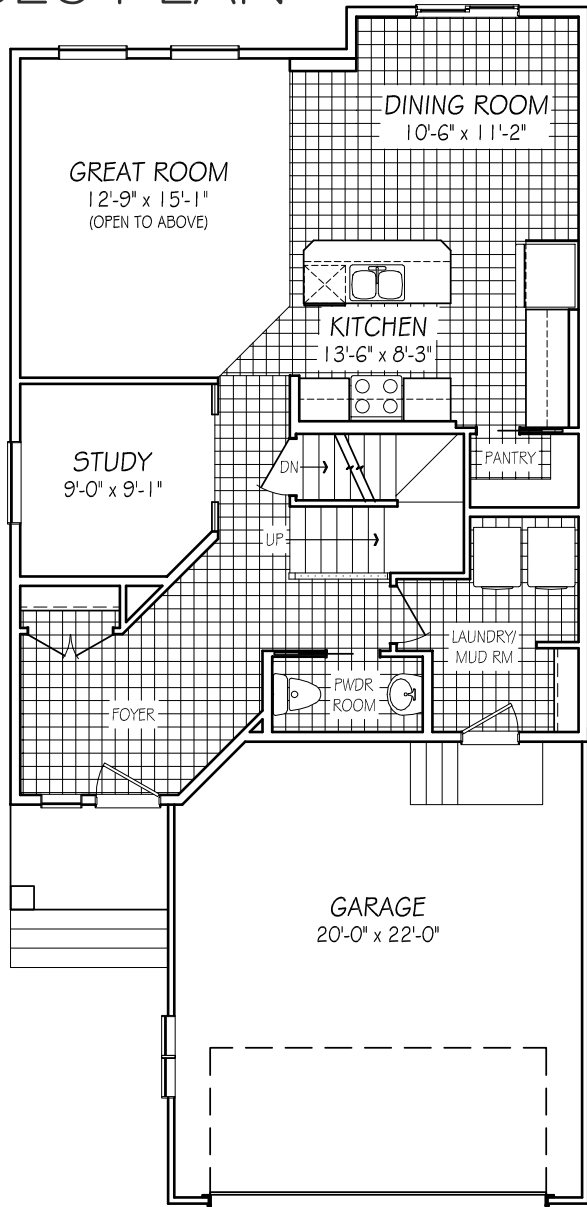 PLAN
DINING ROOM
10'-6" x 11'-2"
GREAT ROOM
12'-9" x 15'-1"
(OPEN TO ABOVE)
KITCHEN
13'-6" x 8'-3"
STUDY
9'-0" x 9'-1"
DN
PANTRY
UP
LAUNDRY/
MUD RM
PWDR
ROOM
FOYER
GARAGE
20'-0" x 22'-0"